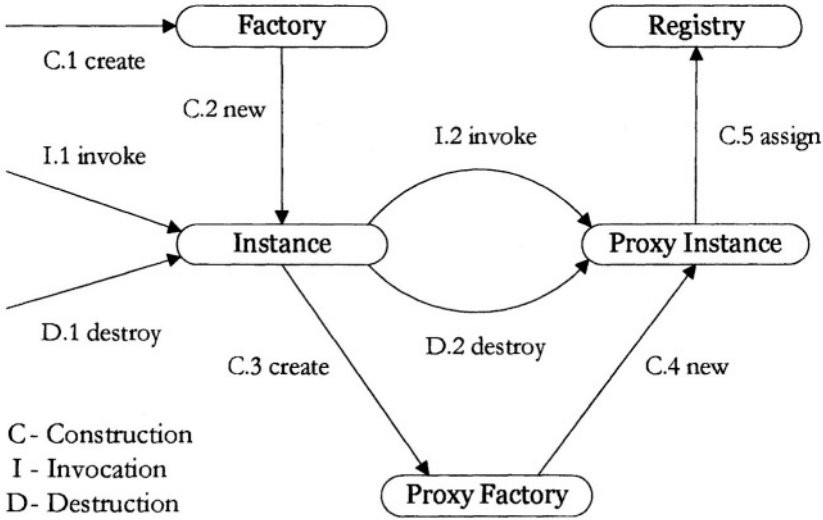 Factory
Registry
C.1 create
C.2 new
I.2 invoke
C.5 assign
I.1 invoke
Instance
Proxy Instance
D.1 destroy
D.2 destroy
C.3 create
C.4 new
C - Construction
I - Invocation
D - Destruction
Proxy Factory